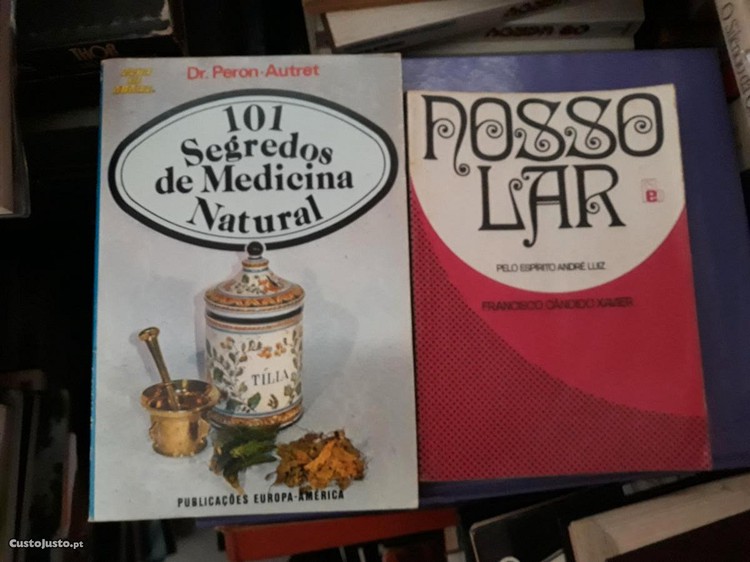 Dr. Peron-Autret
101
Segredos
de Medicina
Natural
TÍLIA
PUBLICAÇÕES EUROPA-AMÉRICA
NOSSO
LAR
PELO ESPÍRITO ANDRÉ LUIZ
FRANCISCO CÂNDIDO XAVIER
CustoJusto.pt